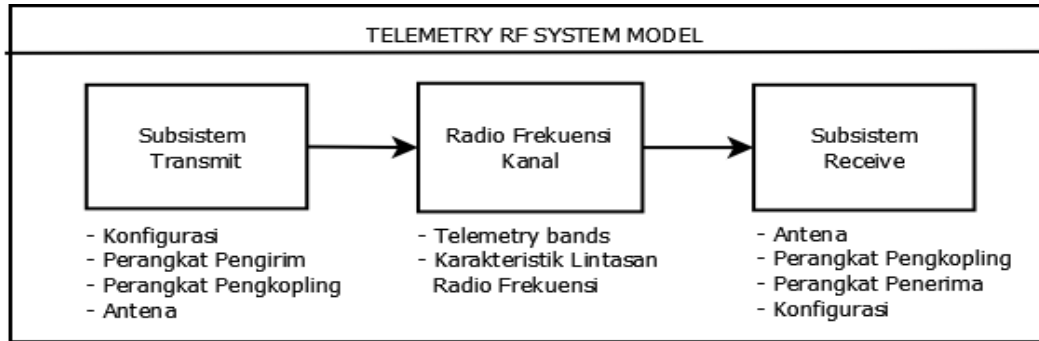 TELEMETRY RF SYSTEM MODEL
Subsistem
Transmit
- Konfigurasi
- Perangkat Pengirim
- Perangkat Pengkopling
- Antena
Radio Frekuensi
Kanal
- Telemetry bands
- Karakteristik Lintasan
Radio Frekuensi
Subsistem
Receive
- Antena
- Perangkat Pengkopling
- Perangkat Penerima
- Konfigurasi